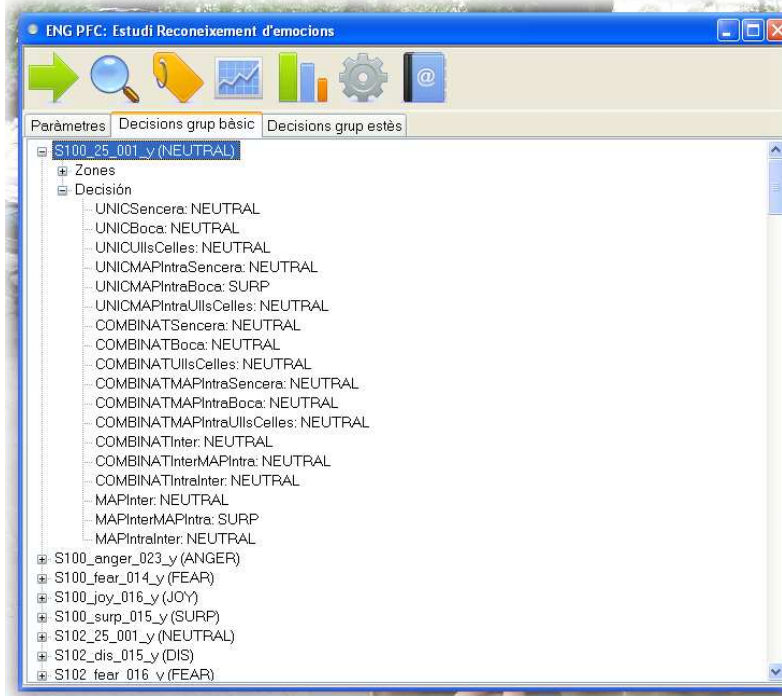 ENG PFC: Estudi Reconeixement d'emocions
@
Paràmetres Decisions grup bàsic Decisions grup estès
S100_25_001_y (NEUTRAL)
Zones
Decisión
UNICSencera: NEUTRAL
UNICBoca: NEUTRAL
UNICUllsCelles: NEUTRAL
UNICMAPIntraSencera: NEUTRAL
UNICMAPIntraBoca: SURP
UNICMAPIntraUllsCelles: NEUTRAL
COMBINATSencera: NEUTRAL
COMBINATBoca: NEUTRAL
COMBINATUllsCelles: NEUTRAL
COMBINATMAPIntraSencera: NEUTRAL
COMBINATMAPIntraBoca: NEUTRAL
COMBINATMAPIntraUllsCelles: NEUTRAL
COMBINATInter: NEUTRAL
COMBINATInterMAPIntra: NEUTRAL
COMBINATIntraInter: NEUTRAL
MAPInter: NEUTRAL
MAPInterMAPIntra: SURP
MAPIntraInter: NEUTRAL
S100_anger_023_y (ANGER)
S100_fear_014_y (FEAR)
S100_joy_016_y (JOY)
S100_surp_015_y (SURP)
S102_25_001_y (NEUTRAL)
S102_dis_015_y (DIS)
S102_fear_016_y (FEAR)